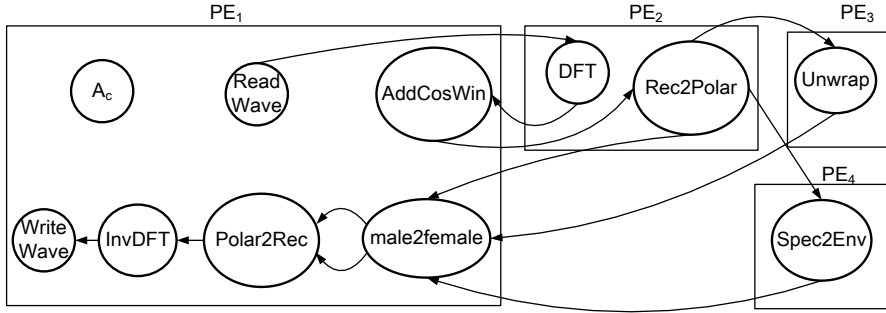 PE1
PE2
PE3
Ac
Read
Wave
AddCosWin
DFT
Rec2Polar
Unwrap
PE4
Write
Wave
InvDFT
Polar2Rec
male2female
Spec2Env